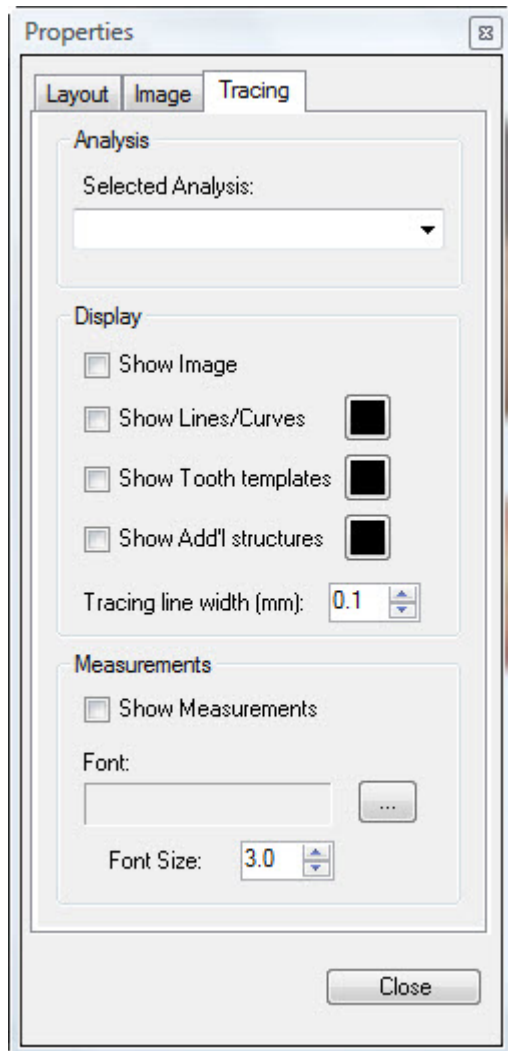 Properties
Layout Image Tracing
Analysis
Selected Analysis:
Display
Show Image
Show Lines/Curves
Show Tooth templates
Show Add'l structures
Tracing line width (mm): 0.1
Measurements
Show Measurements
Font:
...
Font Size: 3.0
Close